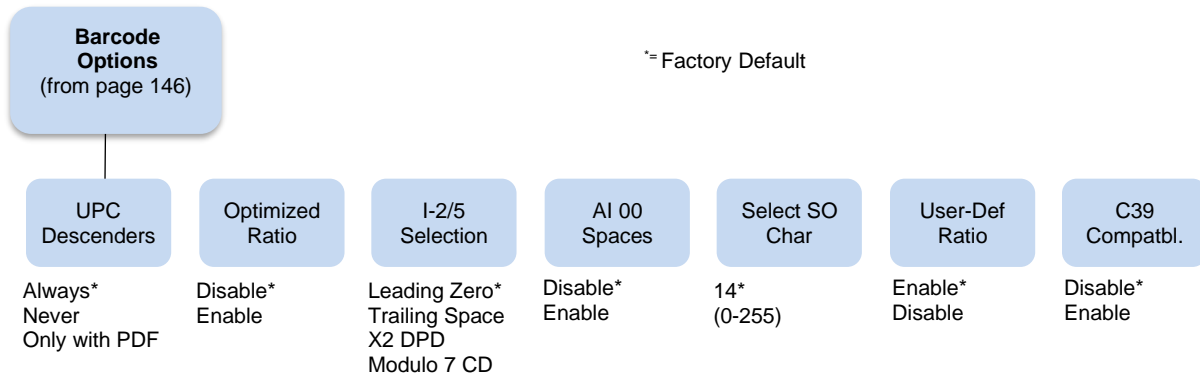 Barcode
Options
(from page 146)
*= Factory Default
UPC
Descenders
Always*
Never
Only with PDF
Optimized
Ratio
Disable*
Enable
I-2/5
Selection
Leading Zero*
Trailing Space
X2 DPD
Modulo 7 CD
AI 00
Spaces
Disable*
Enable
Select SO
Char
14*
(0-255)
User-Def
Ratio
Enable*
Disable
C39
Compatbl.
Disable*
Enable